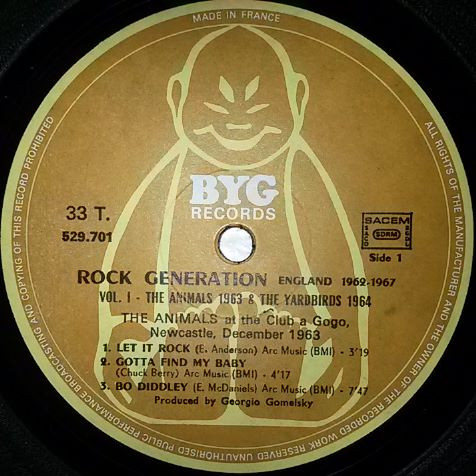 MADE IN FRANCE
ALL RIGHTS OF THE MANUFACTURER AND THE OWNER OF THE RECORDED WORK RESERVED UNAUTHORISED PUBLIC PERFORMANCE BROADCASTING AND COPYING OF THIS RECORD PROHIBITED
BYG
RECORDS
33 T.
529.701
SACEM
SACD
SDRM
SGDL
Side 1
ROCK GENERATION ENGLAND 1962-1967
VOL. I - THE ANIMALS 1963 & THE YARDBIRDS 1964
THE ANIMALS at the Club a Gogo,
Newcastle, December 1963
1. LET IT ROCK (E. Anderson) Arc Music (BMI) - 3'19
2. GOTTA FIND MY BABY
(Chuck Berry) Arc Music (BMI) - 4'17
3. BO DIDDLEY (E. McDaniels) Arc Music (BMI) - 7'47
Produced by Georgio Gomelsky